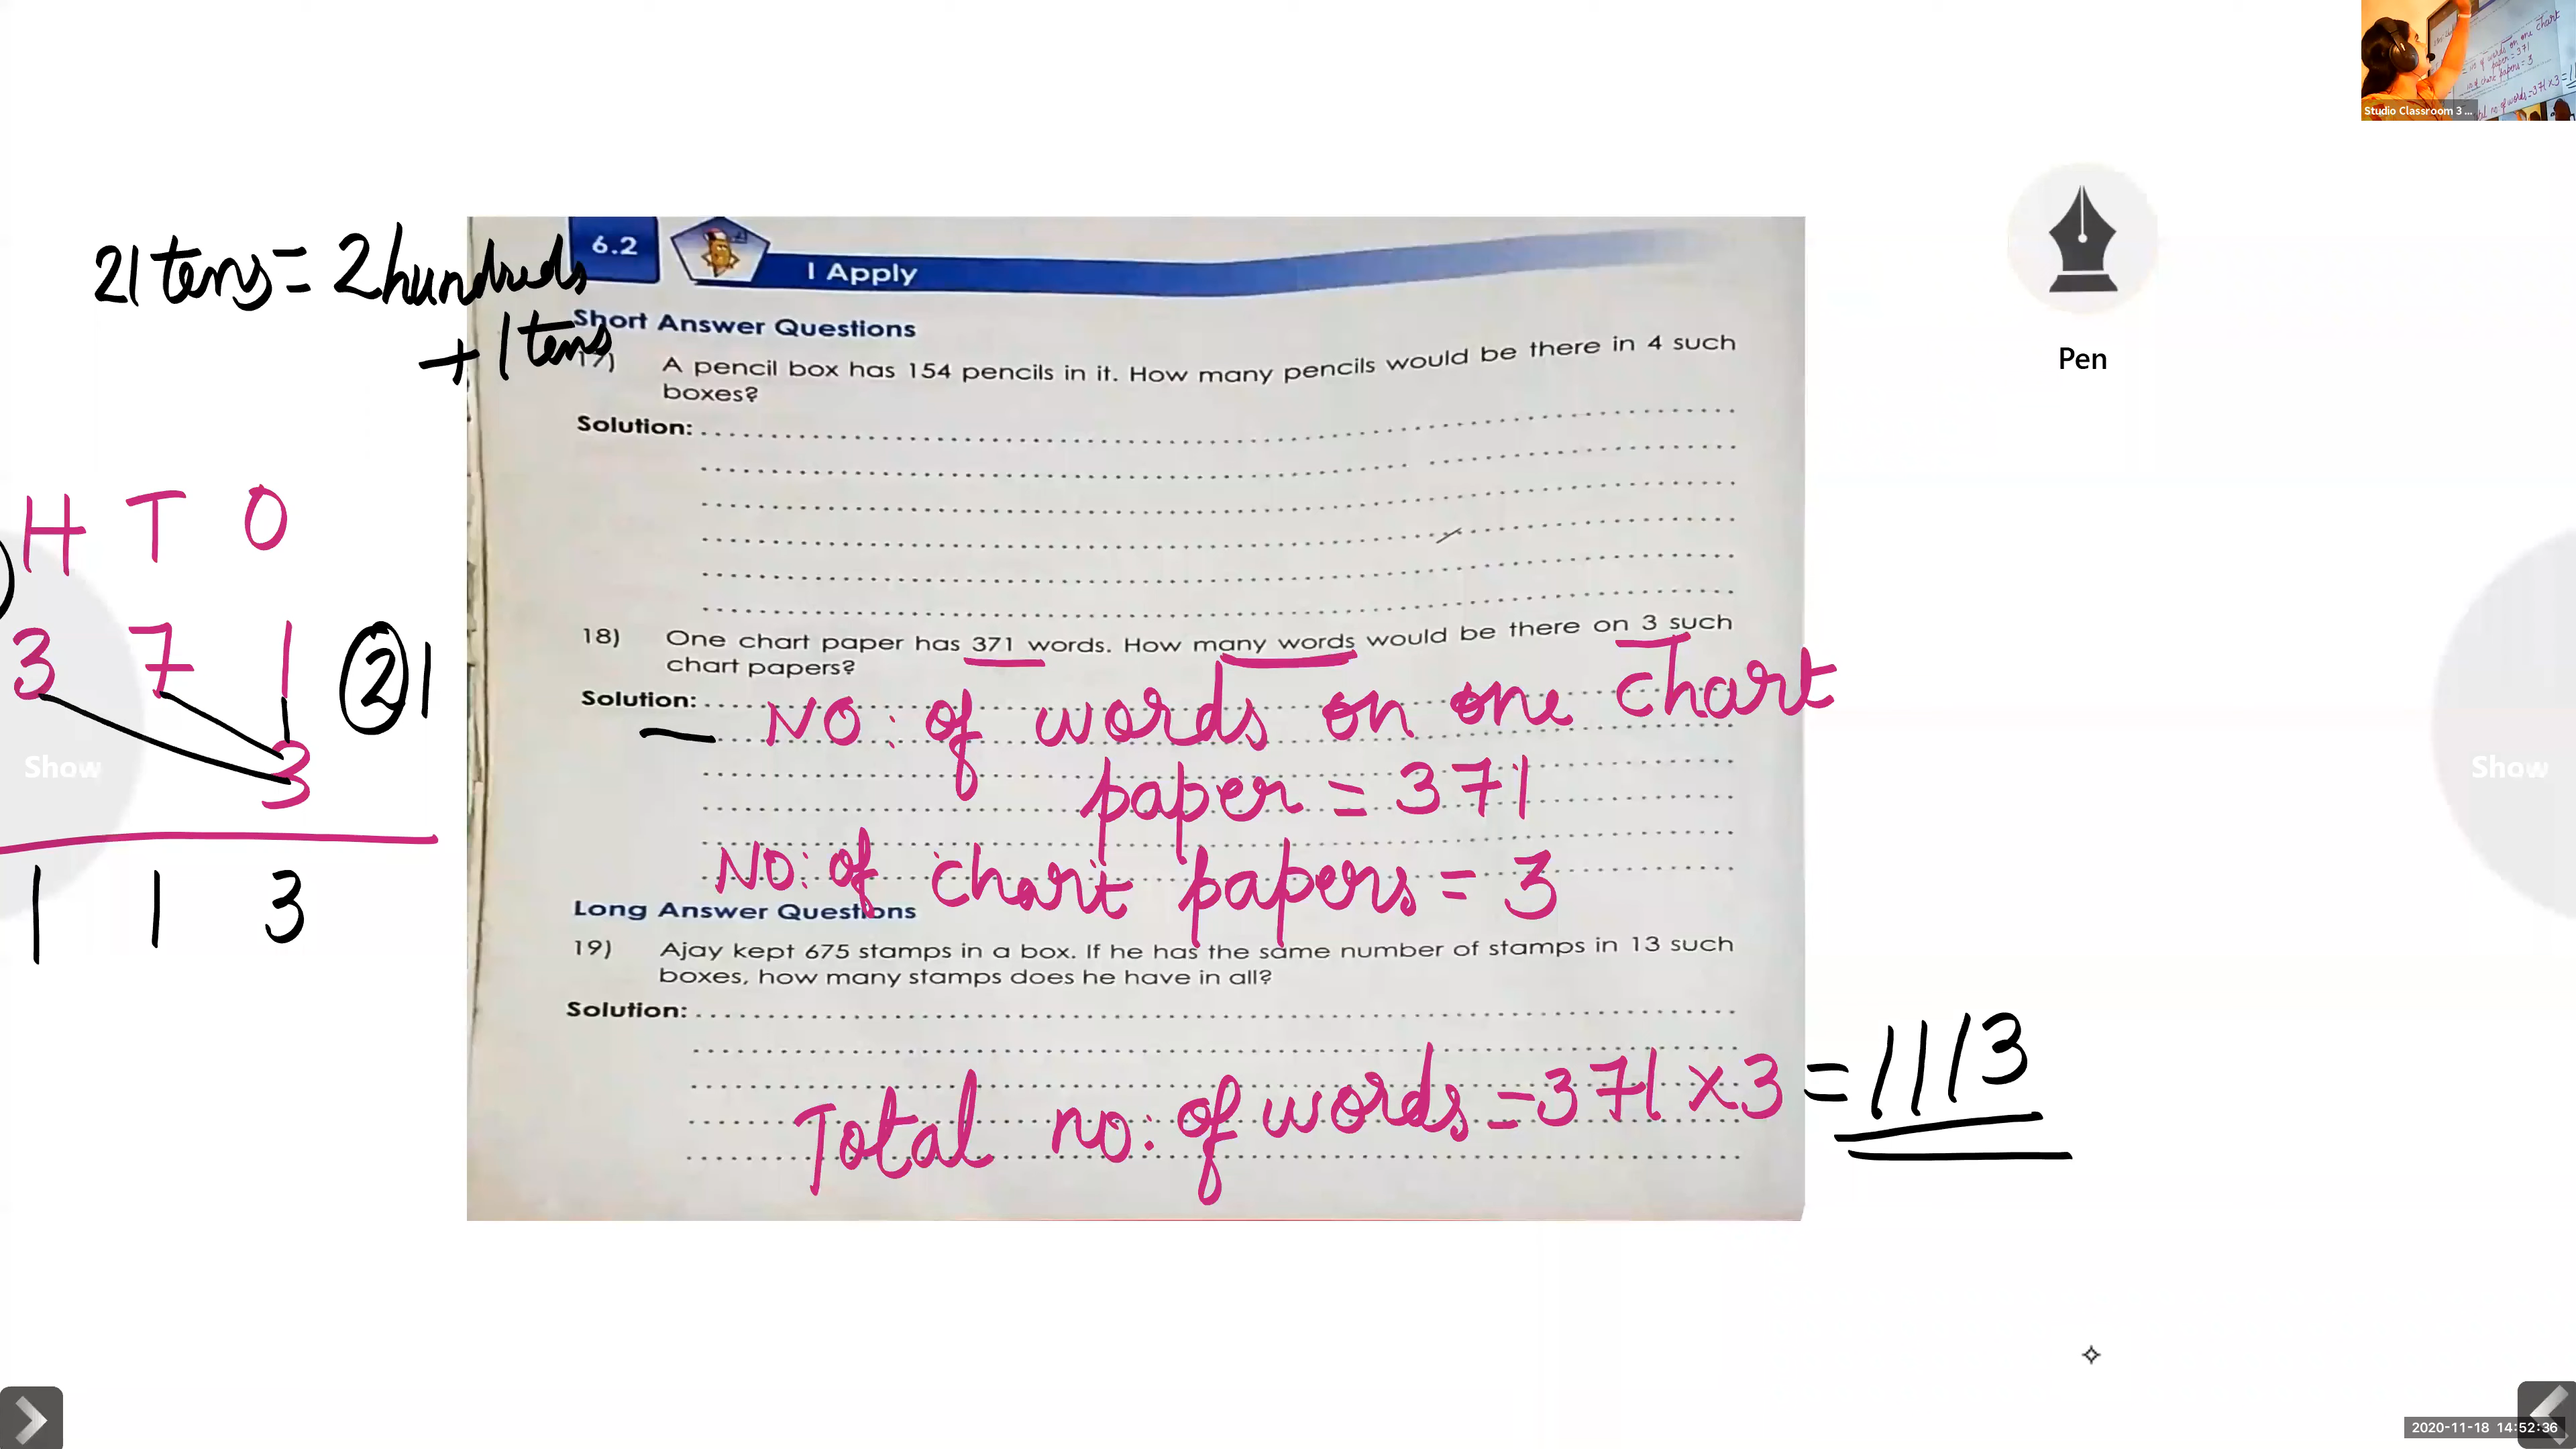 21 tens = 2 hundreds
+ 1 tens
6.2
I Apply
Short Answer Questions
17) A pencil box has 154 pencils in it. How many pencils would be there in 4 such
boxes?
Solution:
H T O
3 7 1
21
3
1 1 3
18) One chart paper has 371 words. How many words would be there on 3 such
chart papers?
Solution:
NO: of words on one chart
paper = 371
NO: of chart papers = 3
Long Answer Questions
19) Ajay kept 675 stamps in a box. If he has the same number of stamps in 13 such
boxes, how many stamps does he have in all?
Solution:
Total no: of words = 371 x 3 = 1113
Pen
Show
Show
Studio Classroom 3 ...
2020-11-18 14:52:36